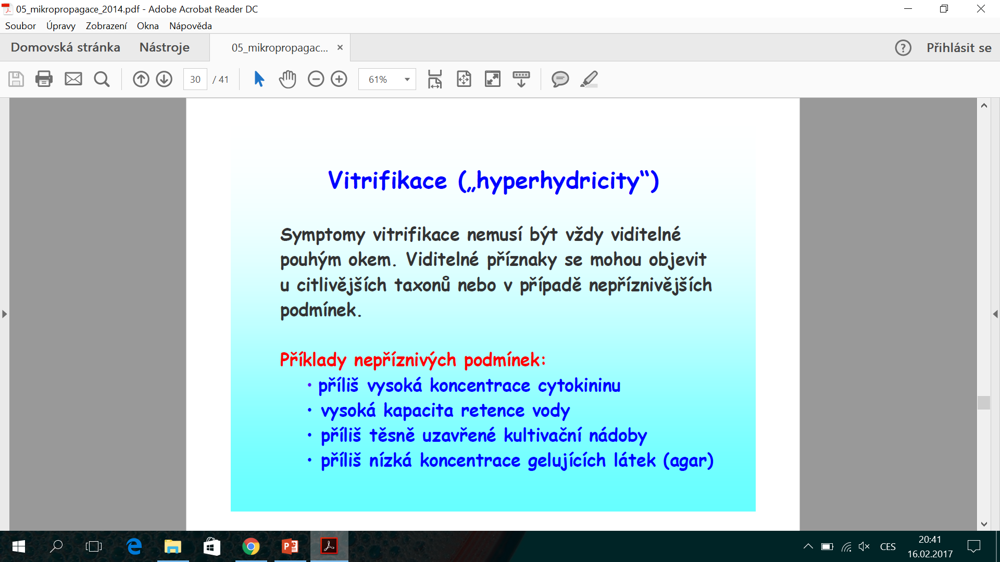 05_mikropropagace_2014.pdf - Adobe Acrobat Reader DC
Soubor Úpravy Zobrazení Okna Nápověda
Domovská stránka Nástroje 05_mikropropagac... × ? Přihlásit se
30 / 41 61%
Vitrifikace („hyperhydricity“)
Symptomy vitrifikace nemusí být vždy viditelné
pouhým okem. Viditelné příznaky se mohou objevit
u citlivějších taxonů nebo v případě nepříznivějších
podmínek.
Příklady nepříznivých podmínek:
• příliš vysoká koncentrace cytokininu
• vysoká kapacita retence vody
• příliš těsně uzavřené kultivační nádoby
• příliš nízká koncentrace gelujících látek (agar)
CES
20:41
16.02.2017